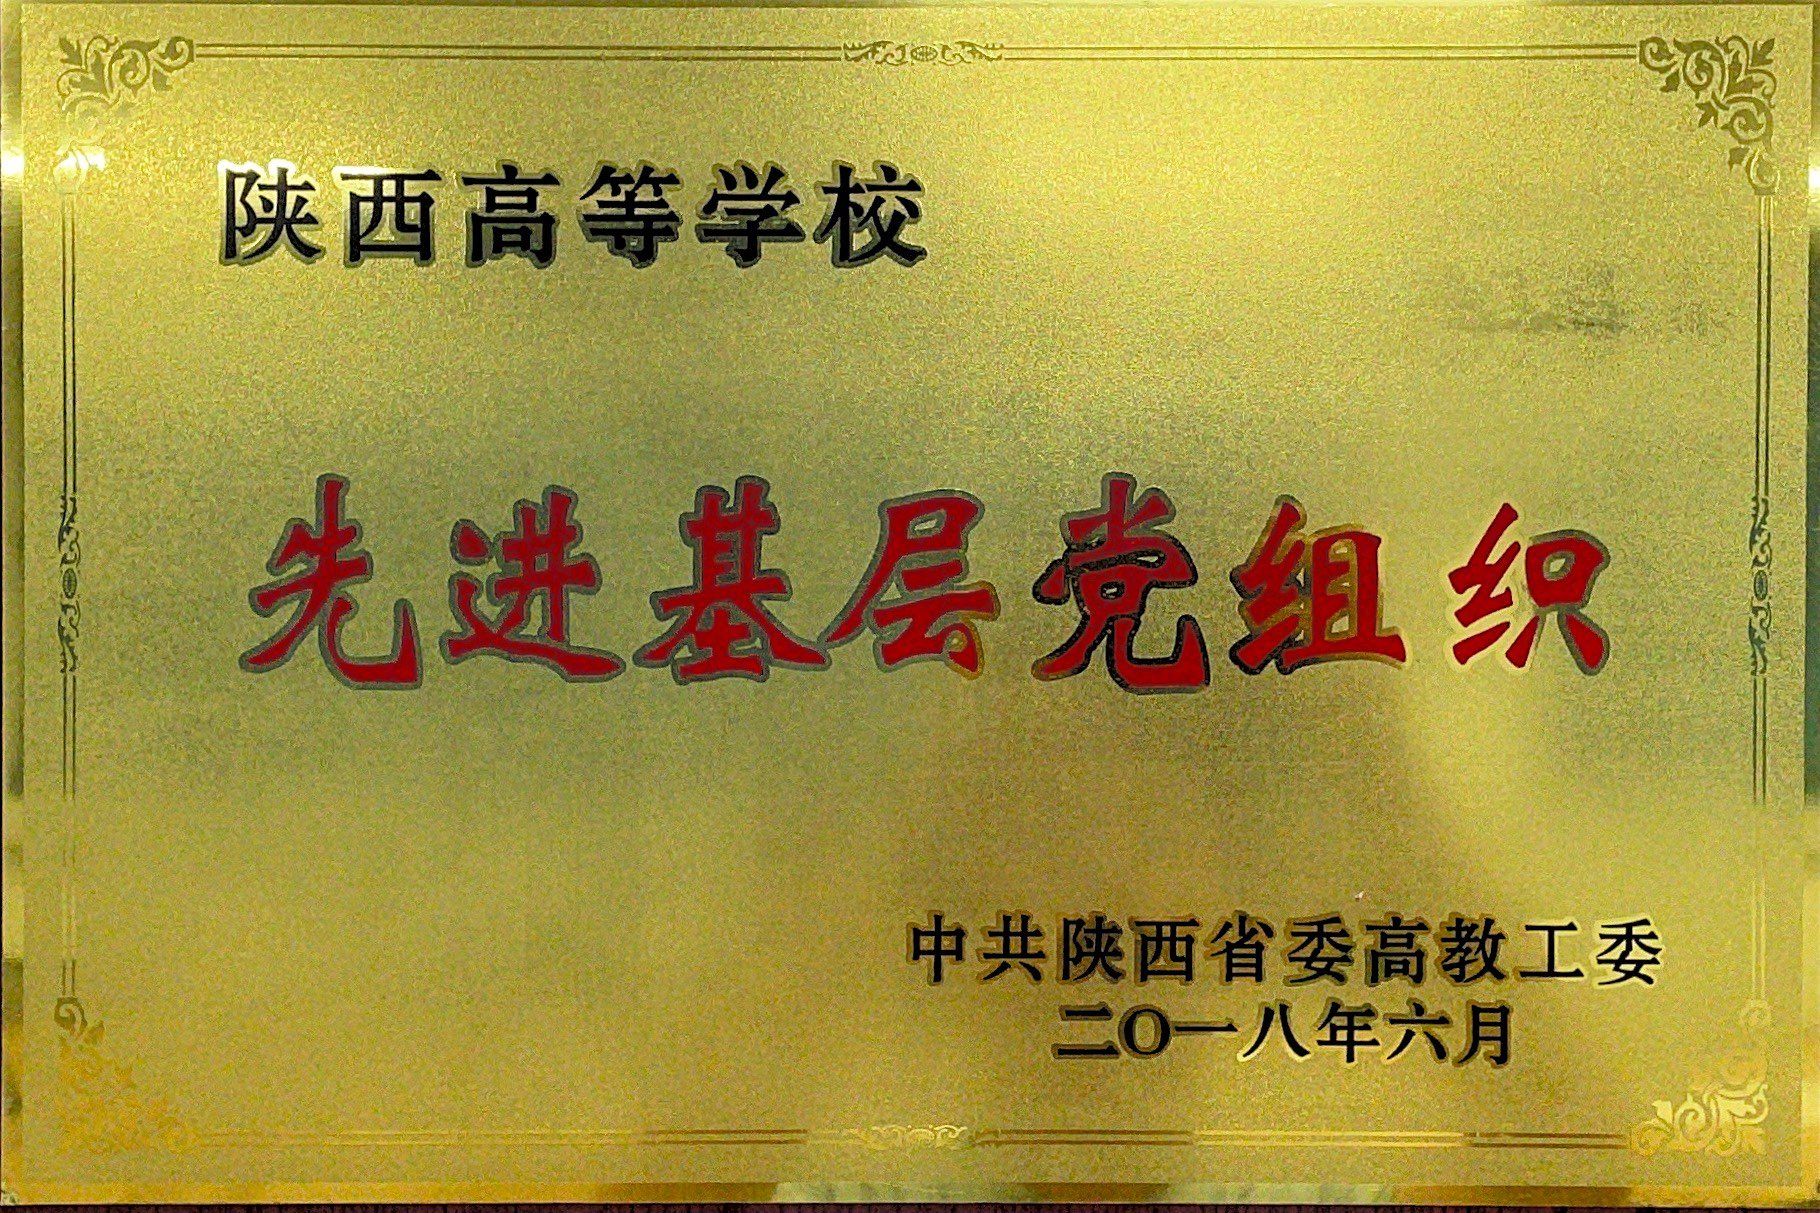 陕西高等学校
先进基层党组织
中共陕西省委高教工委
二O一八年六月